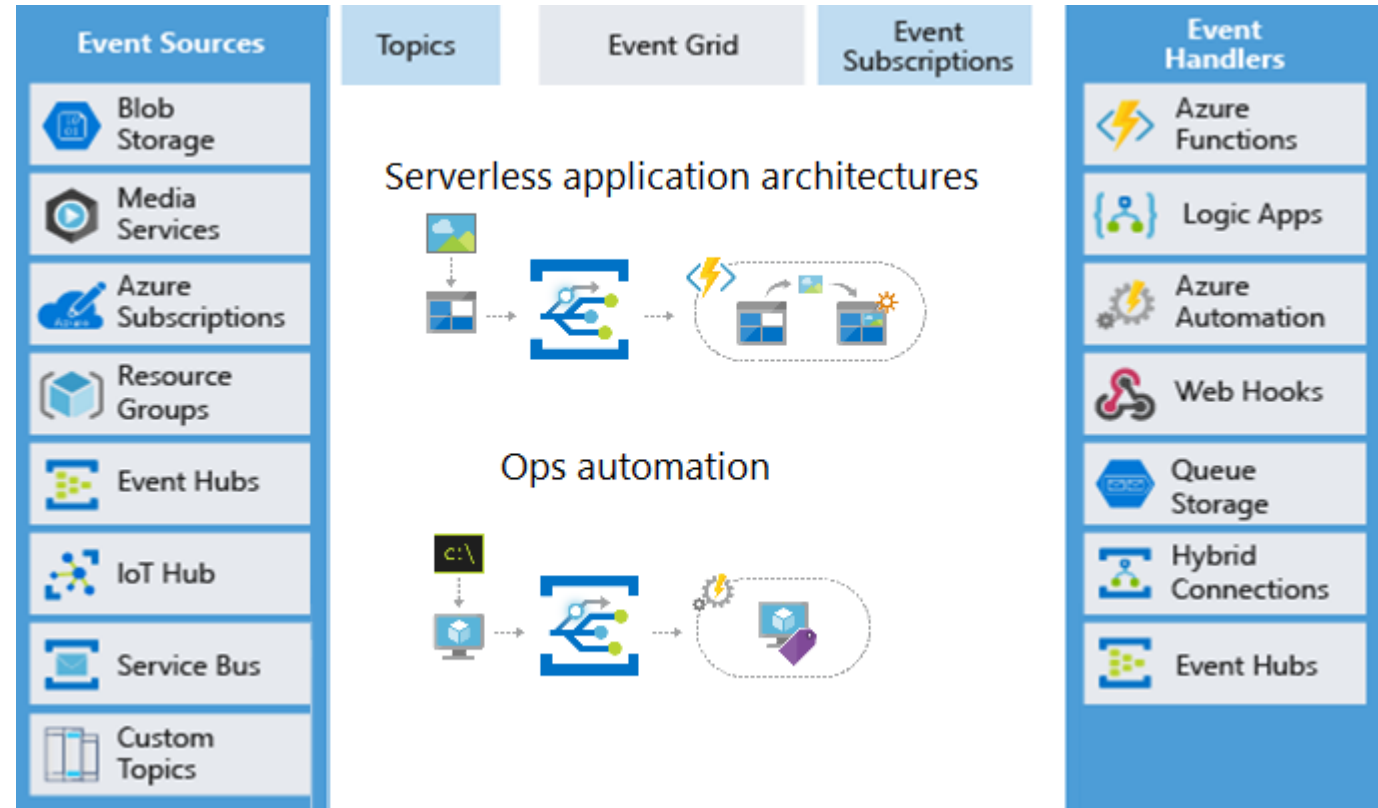 Event Sources
Blob
Storage
Media
Services
Azure
Subscriptions
Resource
Groups
Event Hubs
IoT Hub
Service Bus
Custom
Topics
Topics
Event Grid
Event
Subscriptions
Serverless application architectures
Ops automation
c:\
Event
Handlers
Azure
Functions
Logic Apps
Azure
Automation
Web Hooks
Queue
Storage
Hybrid
Connections
Event Hubs